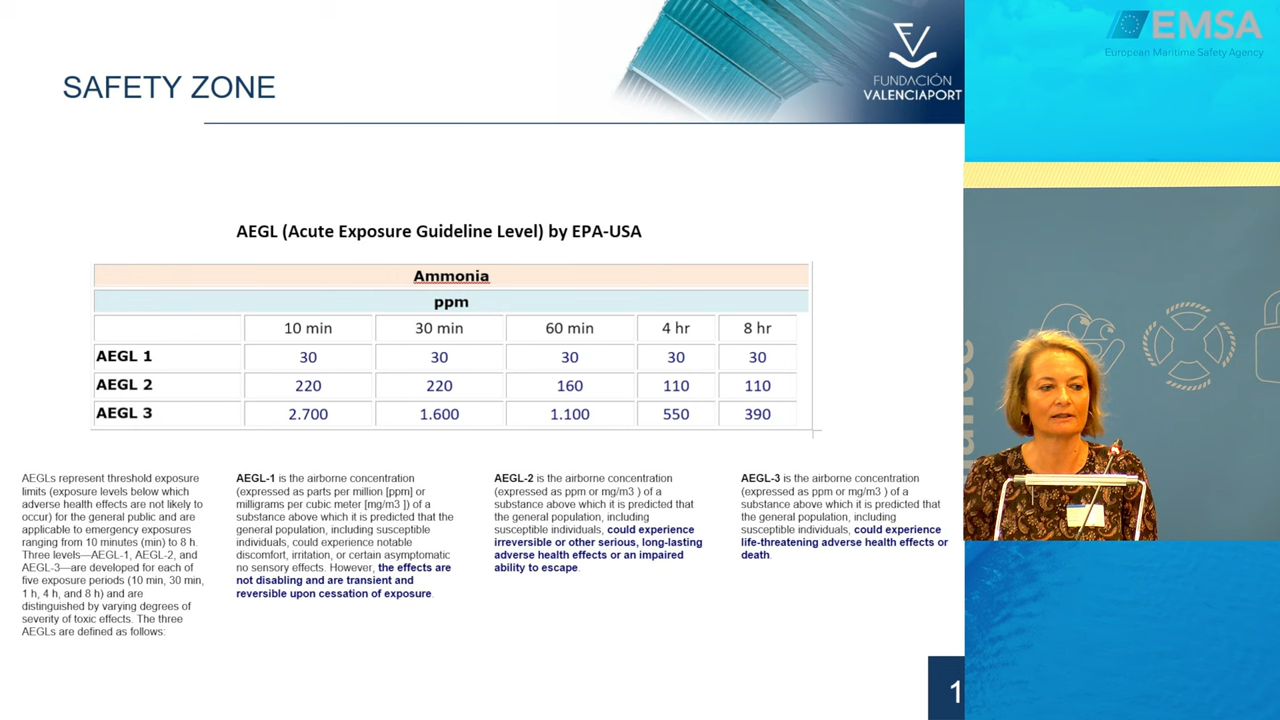 EMSA
European Maritime Safety Agency
FUNDACIÓN
VALENCIAPORT
SAFETY ZONE
AEGL (Acute Exposure Guideline Level) by EPA-USA
Ammonia
ppm
10 min 30 min 60 min 4 hr 8 hr
AEGL 1 30 30 30 30 30
AEGL 2 220 220 160 110 110
AEGL 3 2.700 1.600 1.100 550 390
AEGLs represent threshold exposure
limits (exposure levels below which
adverse health effects are not likely to
occur) for the general public and are
applicable to emergency exposures
ranging from 10 minutes (min) to 8 h.
Three levels—AEGL-1, AEGL-2, and
AEGL-3—are developed for each of
five exposure periods (10 min, 30 min,
1 h, 4 h, and 8 h) and are
distinguished by varying degrees of
severity of toxic effects. The three
AEGLs are defined as follows:
AEGL-1 is the airborne concentration
(expressed as parts per million [ppm] or
milligrams per cubic meter [mg/m3 ]) of a
substance above which it is predicted that the
general population, including susceptible
individuals, could experience notable
discomfort, irritation, or certain asymptomatic
no sensory effects. However, the effects are
not disabling and are transient and
reversible upon cessation of exposure.
AEGL-2 is the airborne concentration
(expressed as ppm or mg/m3 ) of a
substance above which it is predicted that
the general population, including
susceptible individuals, could experience
irreversible or other serious, long-lasting
adverse health effects or an impaired
ability to escape.
AEGL-3 is the airborne concentration
(expressed as ppm or mg/m3 ) of a
substance above which it is predicted that
the general population, including
susceptible individuals, could experience
life-threatening adverse health effects or
death.
1